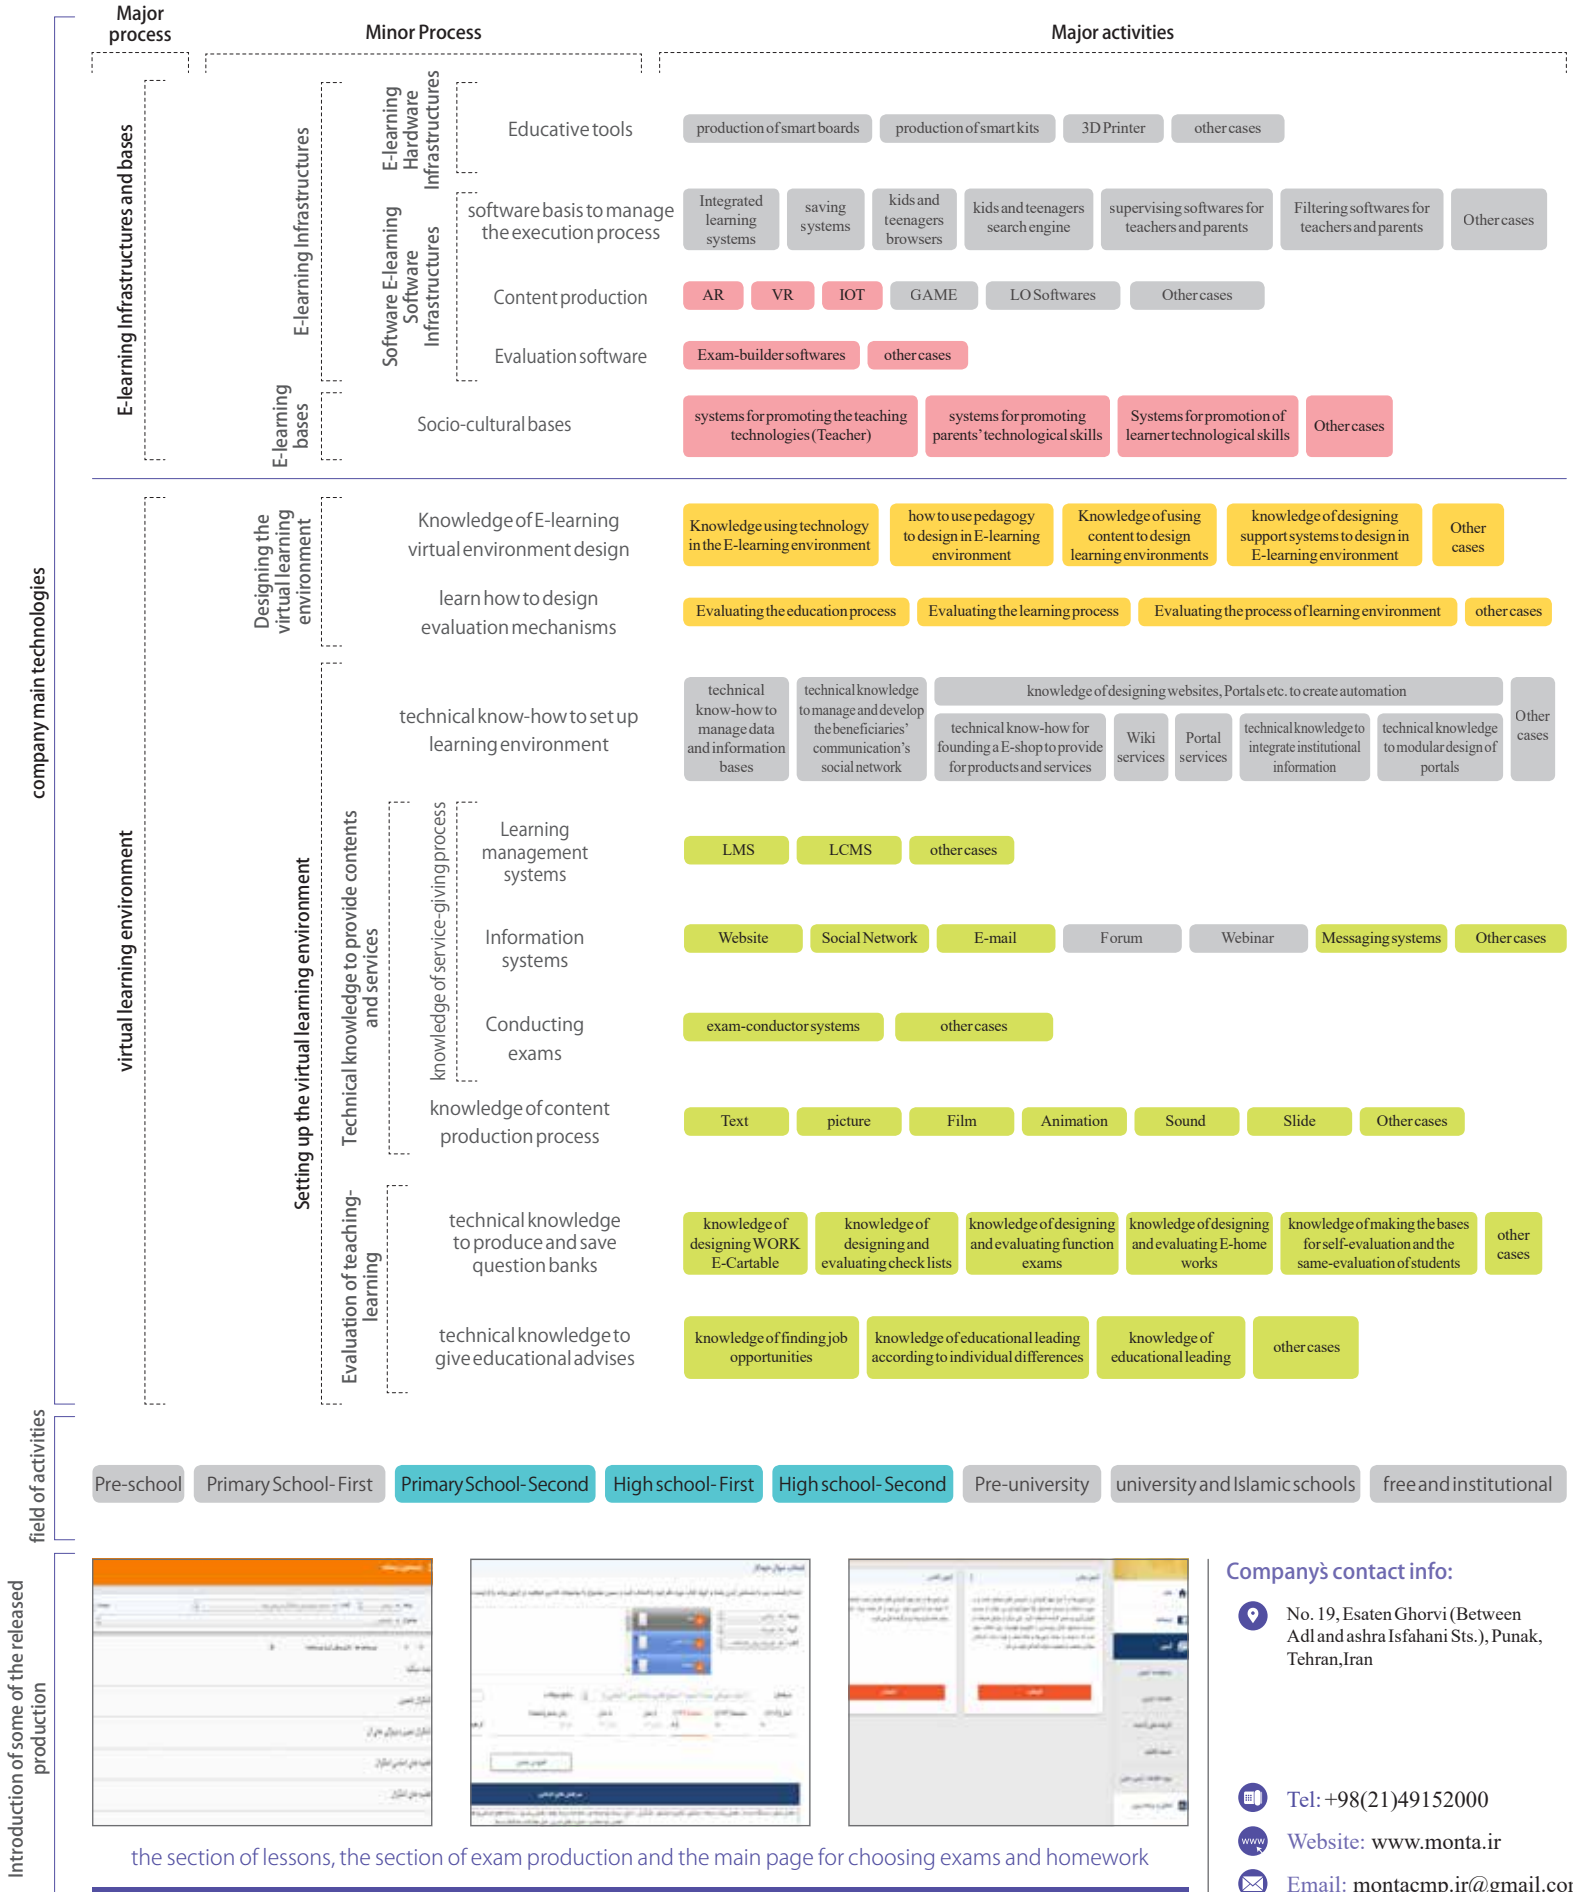 Major
process
Minor Process
Major activities
company main technologies
E-learning Infrastructures and bases
E-learning Infrastructures
E-learning
Hardware
Infrastructures
Educative tools
production of smart boards
production of smart kits
3D Printer
other cases
Software E-learning
Software
Infrastructures
software basis to manage
the execution process
Integrated
learning
systems
saving
systems
kids and
teenagers
browsers
kids and teenagers
search engine
supervising softwares for
teachers and parents
Filtering softwares for
teachers and parents
Other cases
Content production
AR
VR
IOT
GAME
LO Softwares
Other cases
Evaluation software
Exam-builder softwares
other cases
E-learning
bases
Socio-cultural bases
systems for promoting the teaching
technologies (Teacher)
systems for promoting
parents' technological skills
Systems for promotion of
learner technological skills
Other cases
virtual learning environment
Designing the
virtual learning
environment
Knowledge of E-learning
virtual environment design
Knowledge using technology
in the E-learning environment
how to use pedagogy
to design in E-learning
environment
Knowledge of using
content to design
learning environments
knowledge of designing
support systems to design in
E-learning environment
Other
cases
learn how to design
evaluation mechanisms
Evaluating the education process
Evaluating the learning process
Evaluating the process of learning environment
other cases
Setting up the virtual learning environment
technical know-how to set up
learning environment
technical
know-how to
manage data
and information
bases
technical knowledge
to manage and develop
the beneficiaries'
communication's
social network
knowledge of designing websites, Portals etc. to create automation
technical know-how for
founding a E-shop to provide
for products and services
Wiki
services
Portal
services
technical knowledge to
integrate institutional
information
technical knowledge
to modular design of
portals
Other
cases
Technical knowledge to provide contents
and services
knowledge of service-giving process
Learning
management
systems
LMS
LCMS
other cases
Information
systems
Website
Social Network
E-mail
Forum
Webinar
Messaging systems
Other cases
Conducting
exams
exam-conductor systems
other cases
knowledge of content
production process
Text
picture
Film
Animation
Sound
Slide
Other cases
Evaluation of teaching-
learning
technical knowledge
to produce and save
question banks
knowledge of
designing WORK
E-Cartable
knowledge of
designing and
evaluating check lists
knowledge of designing
and evaluating function
exams
knowledge of designing
and evaluating E-home
works
knowledge of making the bases
for self-evaluation and the
same-evaluation of students
other
cases
technical knowledge to
give educational advises
knowledge of finding job
opportunities
knowledge of educational leading
according to individual differences
knowledge of
educational leading
other cases
field of activities
Pre-school
Primary School- First
Primary School- Second
High school- First
High school- Second
Pre-university
university and Islamic schools
free and institutional
Introduction of some of the released
production
the section of lessons, the section of exam production and the main page for choosing exams and homework
Company's contact info:
No. 19, Esaten Ghorvi (Between
Adl and ashra Isfahani Sts.), Punak,
Tehran, Iran
Tel: +98(21)49152000
www
Website: www.monta.ir
Email: montacmp.ir@gmail.com